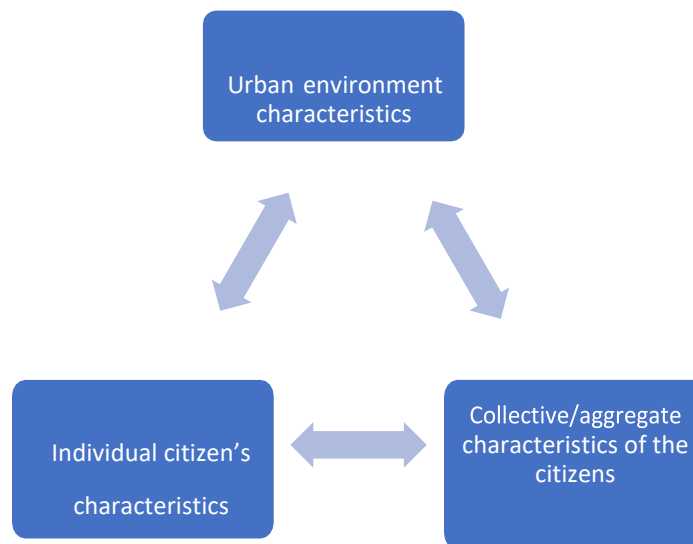 Urban environment
characteristics
Individual citizen’s
characteristics
Collective/aggregate
characteristics of the
citizens